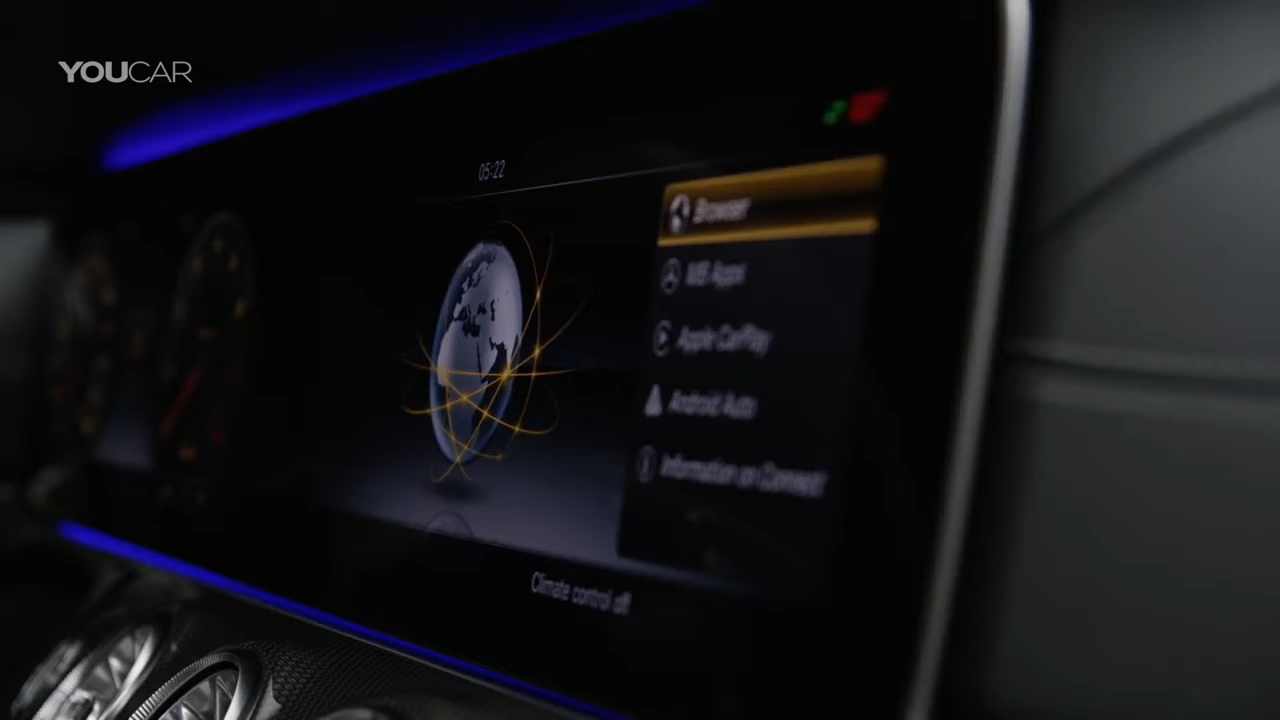 YOUCAR
05:22
Browser
MB Apps
Apple CarPlay
Android Auto
Information on Connect
Climate control off